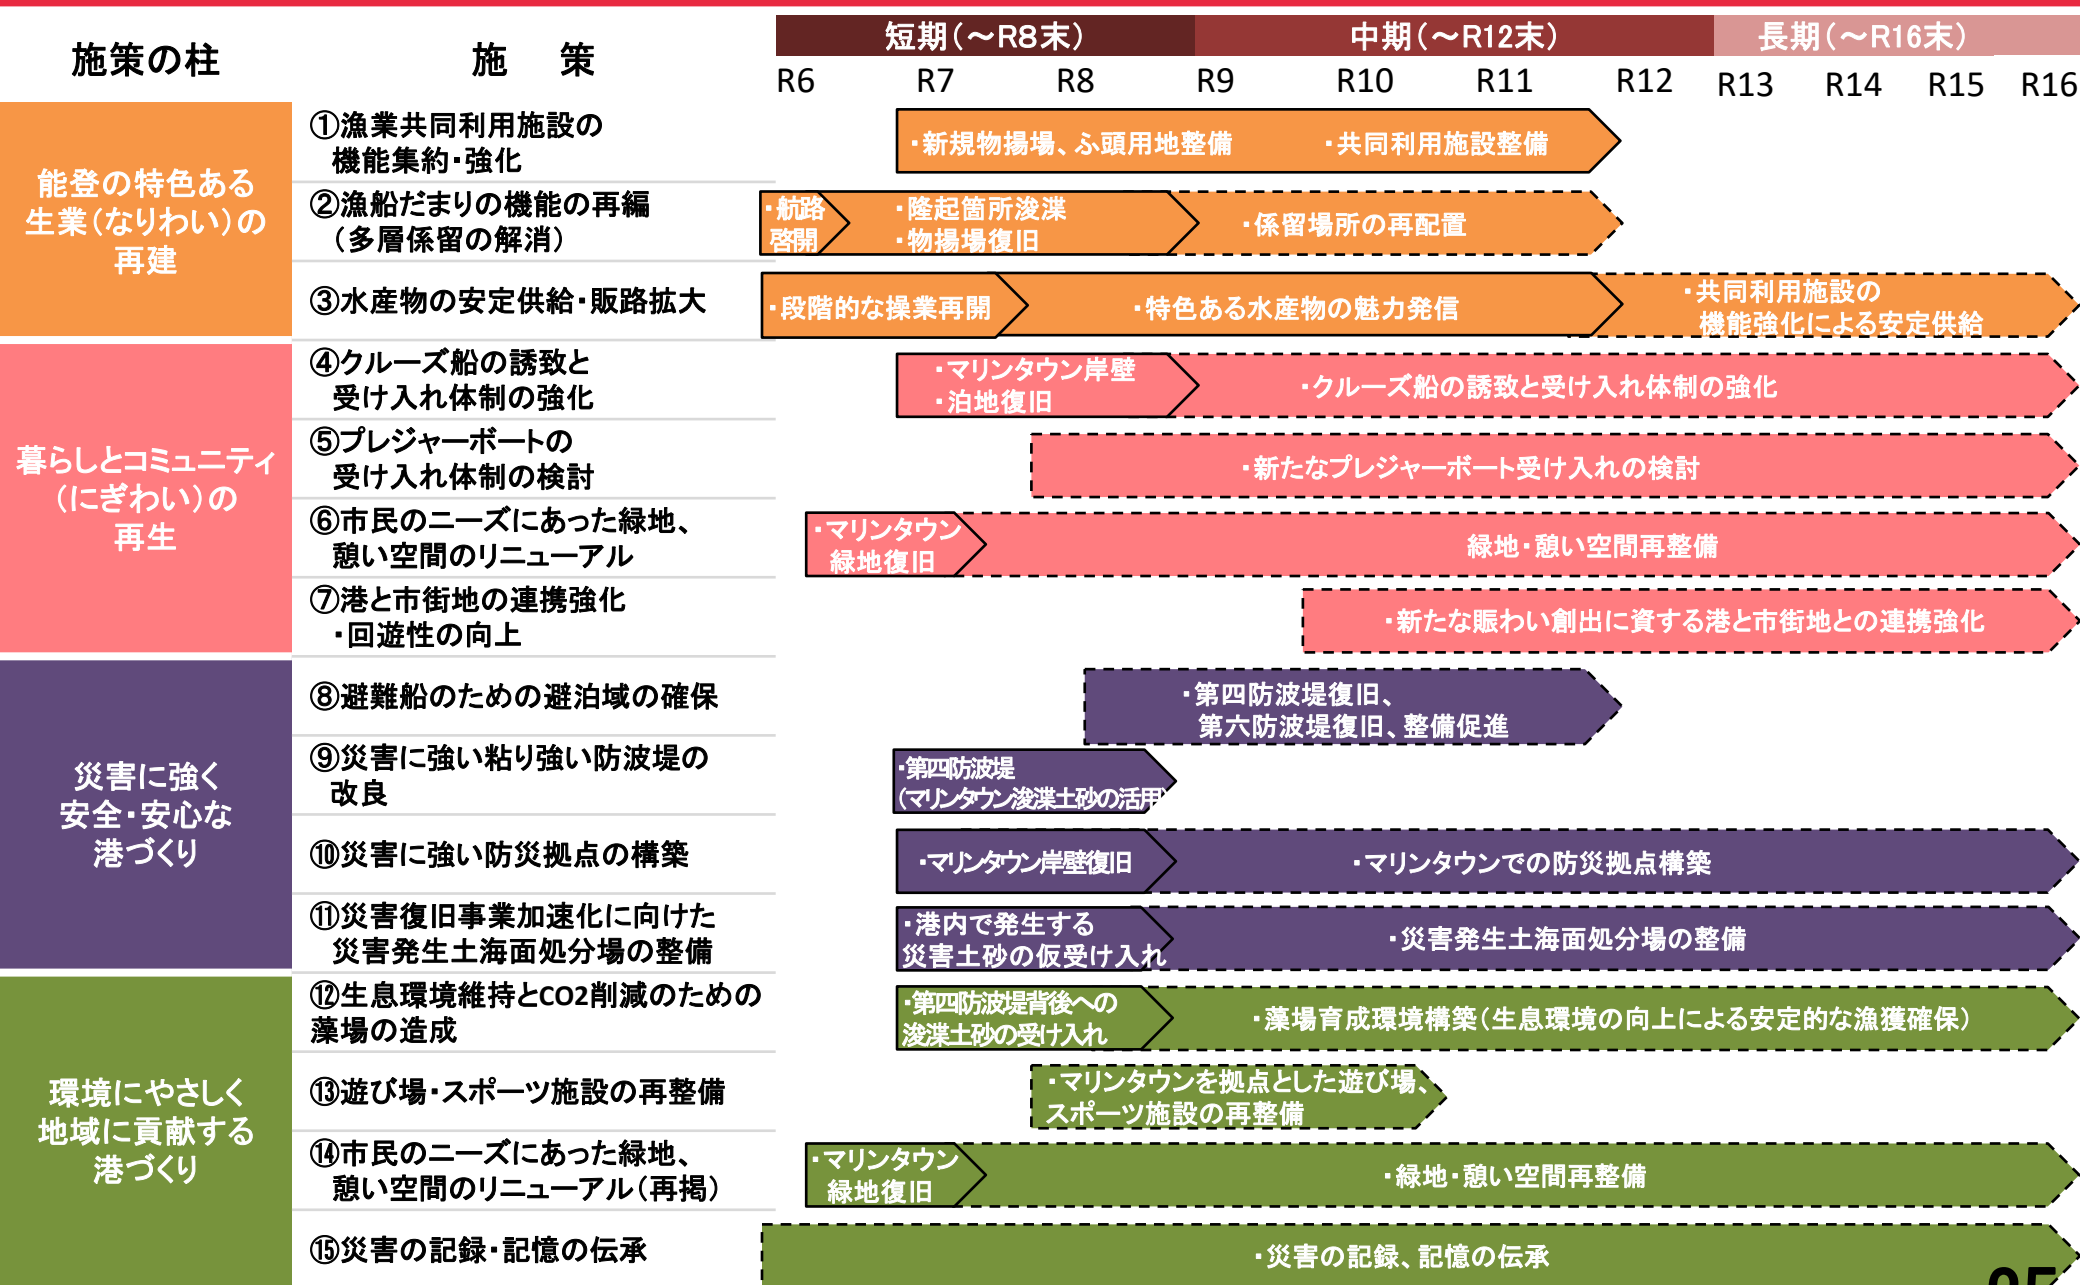 施策の柱
施　策
短期（～R8末）
中期（～R12末）
長期（～R16末）
R6 R7 R8 R9 R10 R11 R12 R13 R14 R15 R16
能登の特色ある
生業（なりわい）の
再建
①漁業共同利用施設の
機能集約・強化
・新規物揚場、ふ頭用地整備
・共同利用施設整備
②漁船だまりの機能の再編
（多層係留の解消）
・航路
啓開
・隆起箇所浚渫
・物揚場復旧
・係留場所の再配置
③水産物の安定供給・販路拡大
・段階的な操業再開
・特色ある水産物の魅力発信
・共同利用施設の
機能強化による安定供給
暮らしとコミュニティ
（にぎわい）の
再生
④クルーズ船の誘致と
受け入れ体制の強化
・マリンタウン岸壁
・泊地復旧
・クルーズ船の誘致と受け入れ体制の強化
⑤プレジャーボートの
受け入れ体制の検討
・新たなプレジャーボート受け入れの検討
⑥市民のニーズにあった緑地、
憩い空間のリニューアル
・マリンタウン
緑地復旧
緑地・憩い空間再整備
⑦港と市街地の連携強化
・回遊性の向上
・新たな賑わい創出に資する港と市街地との連携強化
災害に強く
安全・安心な
港づくり
⑧避難船のための避泊域の確保
・第四防波堤復旧、
第六防波堤復旧、整備促進
⑨災害に強い粘り強い防波堤の
改良
・第四防波堤
（マリンタウン浚渫土砂の活用）
⑩災害に強い防災拠点の構築
・マリンタウン岸壁復旧
・マリンタウンでの防災拠点構築
⑪災害復旧事業加速化に向けた
災害発生土海面処分場の整備
・港内で発生する
災害土砂の仮受け入れ
・災害発生土海面処分場の整備
環境にやさしく
地域に貢献する
港づくり
⑫生息環境維持とCO2削減のための
藻場の造成
・第四防波堤背後への
浚渫土砂の受け入れ
・藻場育成環境構築（生息環境の向上による安定的な漁獲確保）
⑬遊び場・スポーツ施設の再整備
・マリンタウンを拠点とした遊び場、
スポーツ施設の再整備
⑭市民のニーズにあった緑地、
憩い空間のリニューアル（再掲）
・マリンタウン
緑地復旧
・緑地・憩い空間再整備
⑮災害の記録・記憶の伝承
・災害の記録、記憶の伝承